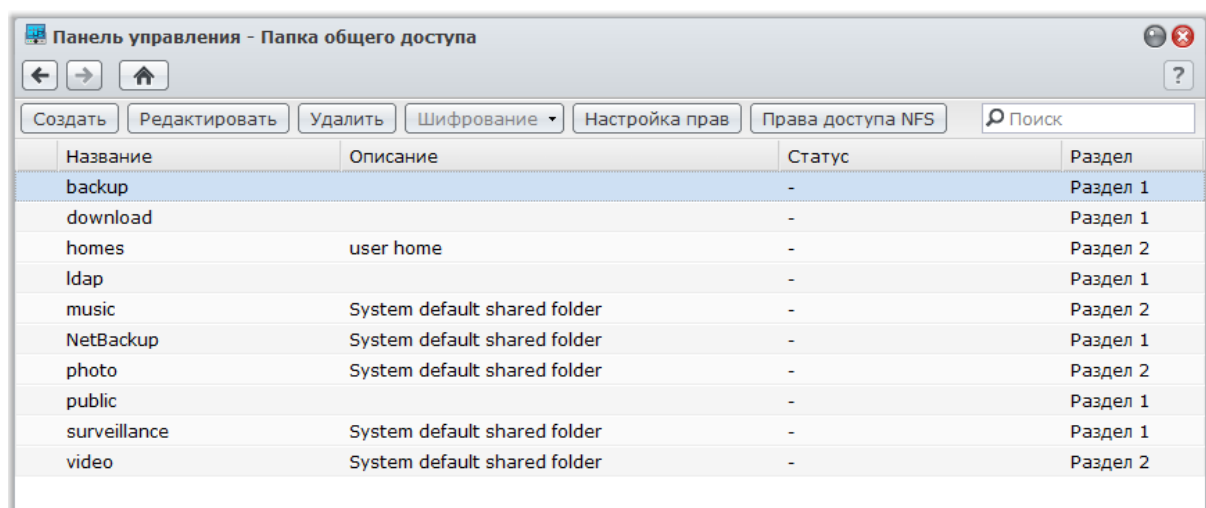 Панель управления - Папка общего доступа
?
Создать Редактировать Удалить Шифрование Настройка прав Права доступа NFS Поиск
Название Описание Статус Раздел
backup - Раздел 1
download - Раздел 1
homes user home - Раздел 2
ldap - Раздел 1
music System default shared folder - Раздел 2
NetBackup System default shared folder - Раздел 1
photo System default shared folder - Раздел 2
public - Раздел 1
surveillance System default shared folder - Раздел 1
video System default shared folder - Раздел 2